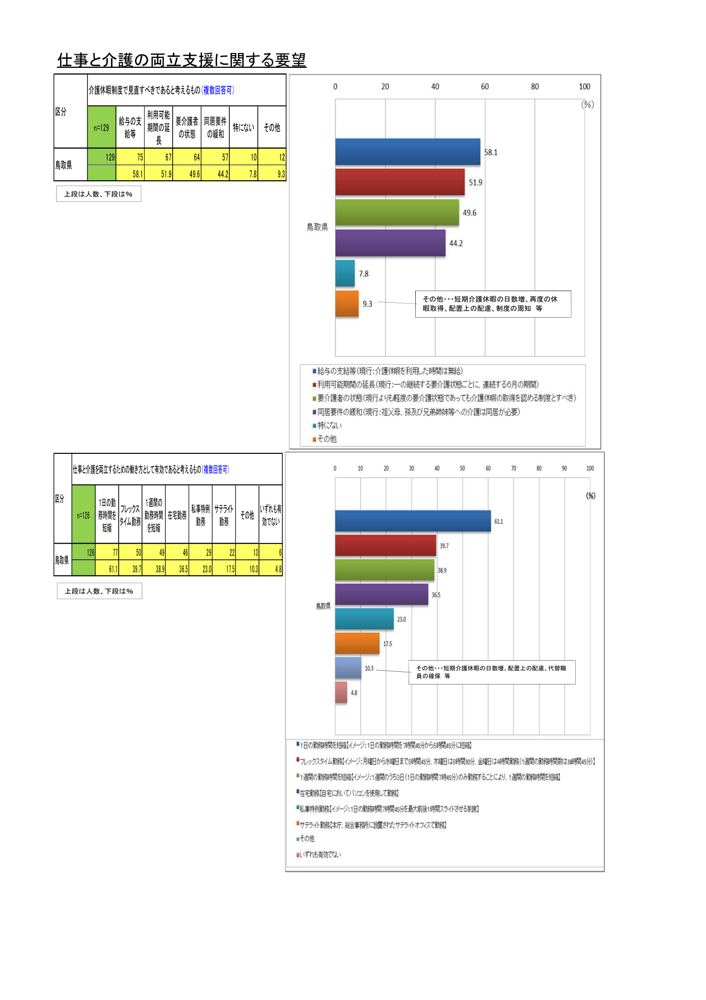 仕事と介護の両立支援に関する要望
区分
介護休暇制度で見直すべきであると考えるもの(複数回答可)
n=129
給与の支
給等
利用可能
期間の延
長
要介護者
の状態
同居要件
の緩和
特にない
その他
鳥取県
129 75 67 64 57 10 12
58.1 51.9 49.6 44.2 7.8 9.3
上段は人数、下段は%
0 20 40 60 80 100
(%)
58.1
51.9
49.6
鳥取県
44.2
7.8
9.3
その他・・・短期介護休暇の日数増、再度の休
暇取得、配置上の配慮、制度の周知 等
給与の支給等(現行:介護休暇を利用した時間は無給)
利用可能期間の延長(現行:一の継続する要介護状態ごとに、連続する6月の期間)
要介護者の状態(現行よりも軽度の要介護状態であっても介護休暇の取得を認める制度とすべき)
同居要件の緩和(現行:祖父母、孫及び兄弟姉妹等への介護は同居が必要)
特にない
その他
区分
仕事と介護を両立するための働き方として有効であると考えるもの(複数回答可)
n=126
1日の勤
務時間を
短縮
フレックス
タイム勤務
1週間の
勤務時間
を短縮
在宅勤務
私事特例
勤務
サテライト
勤務
その他
いずれも有
効でない
鳥取県
126 77 50 49 46 29 22 13 6
61.1 39.7 38.9 36.5 23.0 17.5 10.3 4.8
上段は人数、下段は%
0 10 20 30 40 50 60 70 80 90 100
(%)
61.1
39.7
38.9
36.5
鳥取県
23.0
17.5
10.3
4.8
その他・・・短期介護休暇の日数増、配置上の配慮、代替職
員の確保 等
1日の勤務時間を短縮【イメージ:1日の勤務時間を7時間45分から5時間45分に短縮】
フレックスタイム勤務【イメージ:月曜日から水曜日まで8時間45分、木曜日は8時間30分、金曜日は4時間勤務(1週間の勤務時間数は38時間45分)】
1週間の勤務時間を短縮【イメージ:1週間のうち3日(1日の勤務時間7時45分)のみ勤務することにより、1週間の勤務時間を短縮】
在宅勤務【自宅においてパソコンを使用して勤務】
私事特例勤務【イメージ:1日の勤務時間7時間45分を最大前後1時間スライドさせる制度】
サテライト勤務【本庁、総合事務所に設置されたサテライトオフィスで勤務】
その他
いずれも有効でない